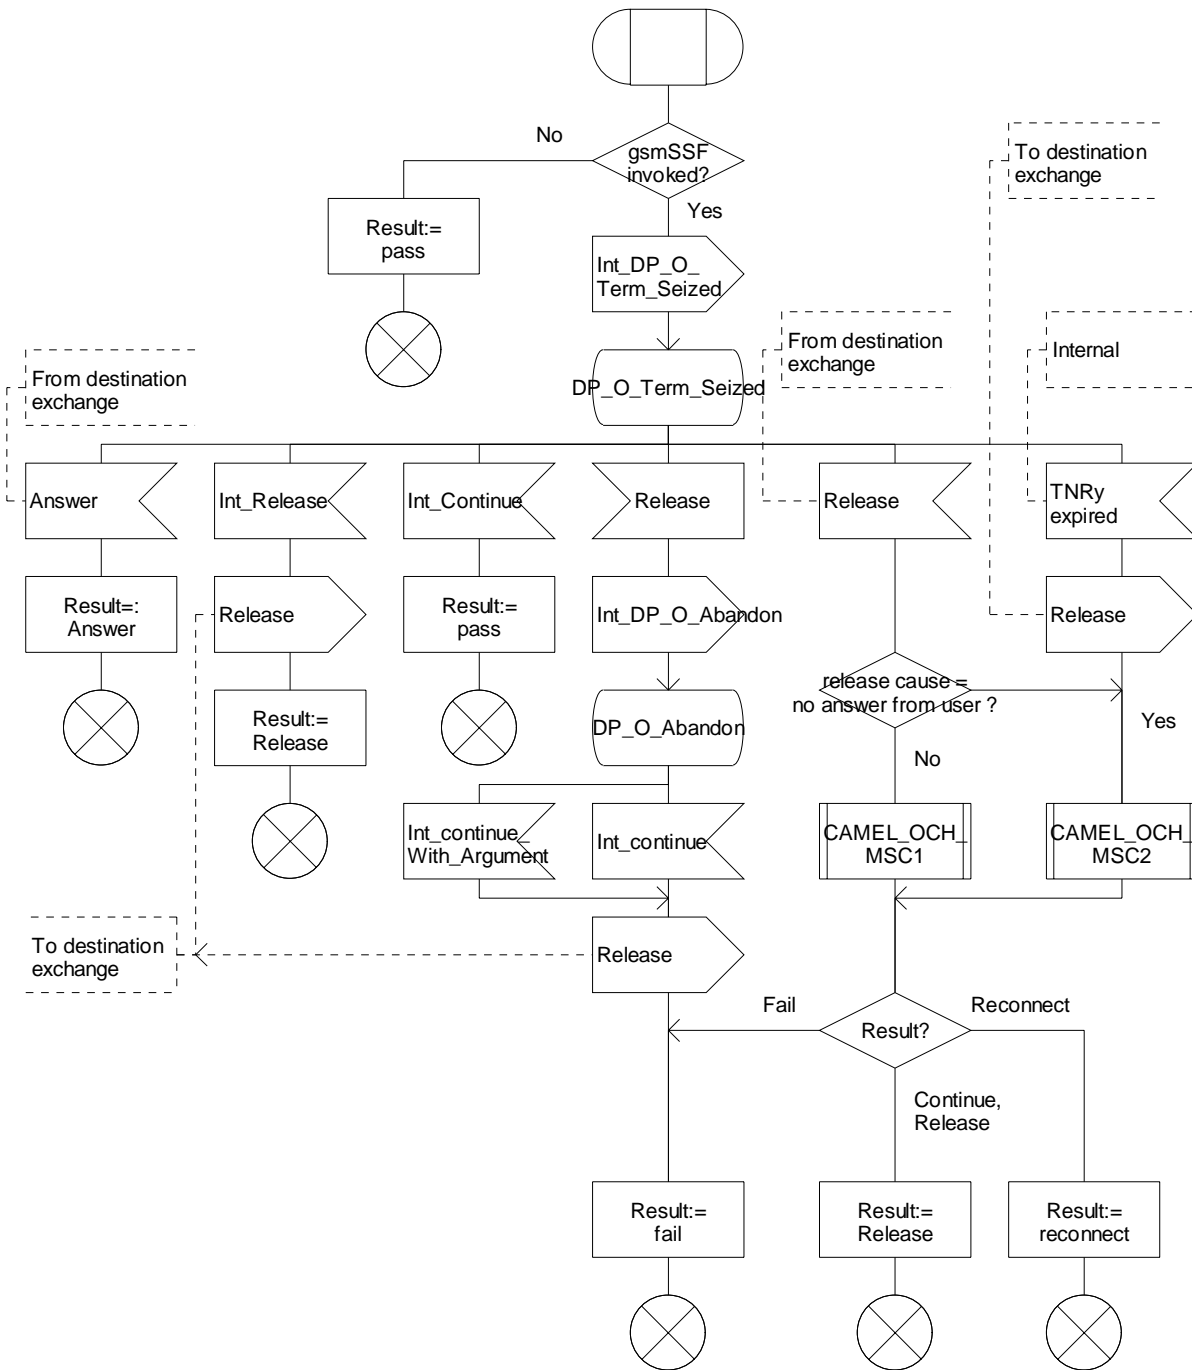 No
gsmSSF
invoked?
To destination
exchange
Yes
Result:=
pass
Int_DP_O_
Term_Seized
From destination
exchange
Internal
From destination
exchange
DP_O_Term_Seized
Answer
Int_Release
Int_Continue
Release
Release
TNRy
expired
Result=:
Answer
Release
Result:=
pass
Int_DP_O_Abandon
Release
release cause =
no answer from user ?
Result:=
Release
DP_O_Abandon
Yes
No
Int_continue_
With_Argument
Int_continue
CAMEL_OCH_
MSC1
CAMEL_OCH_
MSC2
To destination
exchange
Release
Fail
Reconnect
Result?
Continue,
Release
Result:=
fail
Result:=
Release
Result:=
reconnect